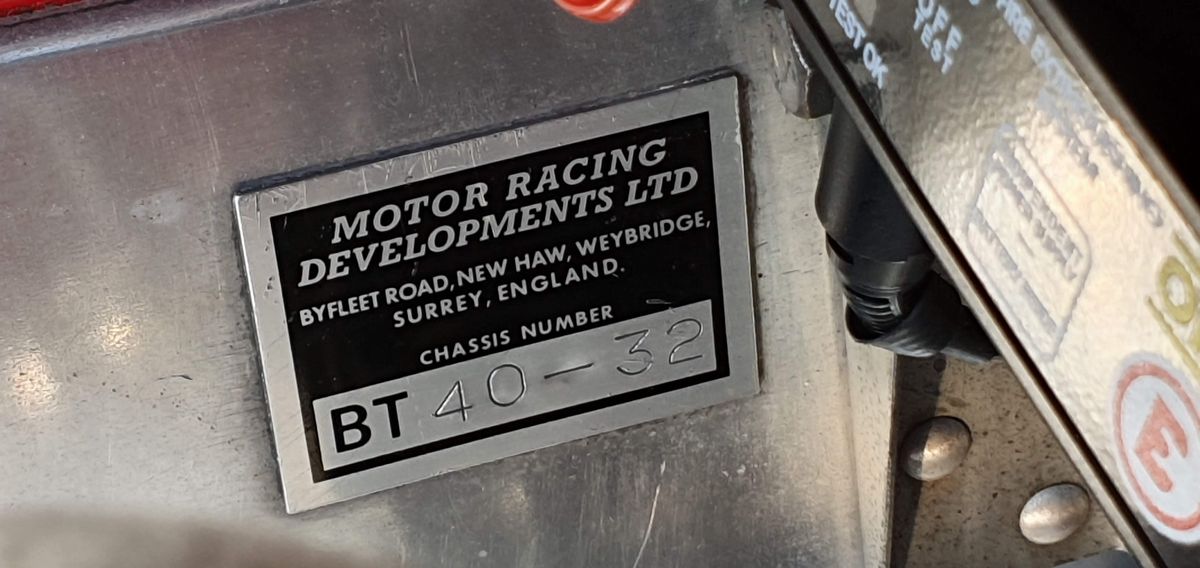 MOTOR RACING
DEVELOPMENTS LTD
BYFLEET ROAD, NEW HAW, WEYBRIDGE,
SURREY, ENGLAND.
CHASSIS NUMBER
BT 40-32
TEST OK
OFF
TEST
FIRE
E